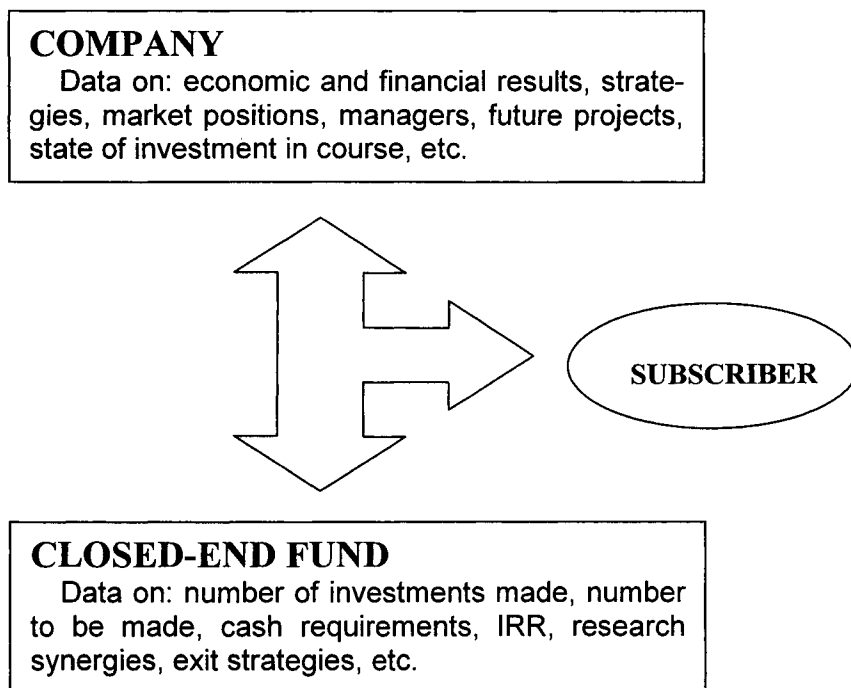 COMPANY
Data on: economic and financial results, strate-
gies, market positions, managers, future projects,
state of investment in course, etc.
SUBSCRIBER
CLOSED-END FUND
Data on: number of investments made, number
to be made, cash requirements, IRR, research
synergies, exit strategies, etc.